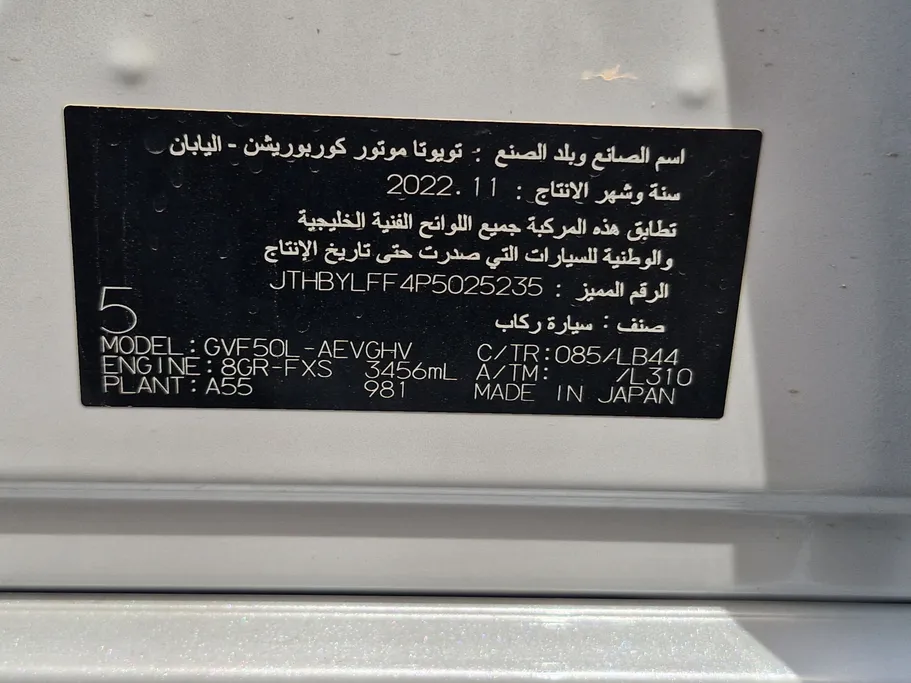 اسم الصانع وبلد الصنع : تويوتا موتور كوربوريشن - اليابان
سنة وشهر الإنتاج : 2022.11
تطابق هذه المركبة جميع اللوائح الفنية الخليجية
والوطنية للسيارات التي صدرت حتى تاريخ الإنتاج
الرقم المميز : JTHBYLFF4P5025235
صنف : سيارة ركاب
5
MODEL:GVF50L-AEVGHV C/TR:085/LB44
ENGINE:8GR-FXS 3456mL A/TM: /L310
PLANT:A55 981 MADE IN JAPAN